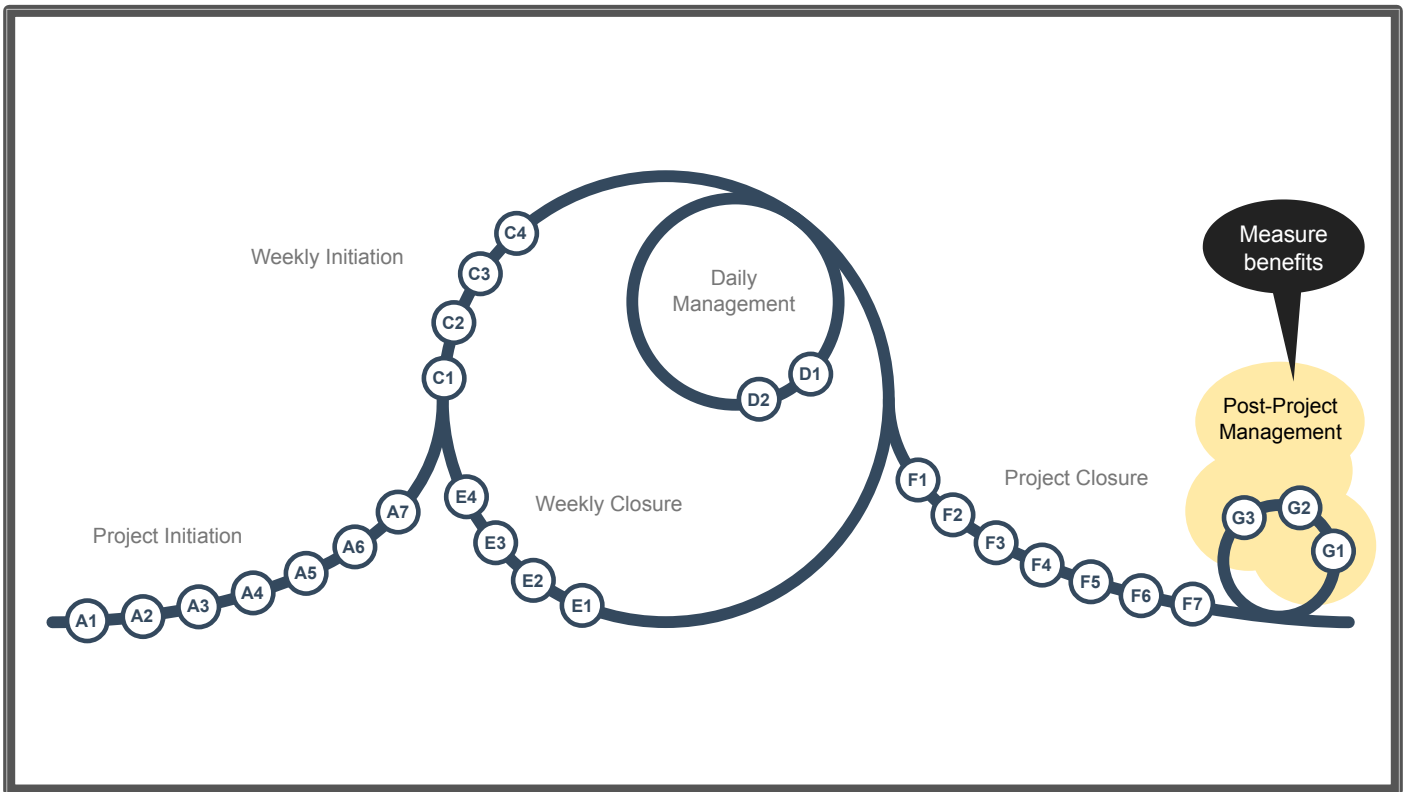 Measure
benefits
Weekly Initiation
C4
C3
C2
C1
Daily
Management
D1
D2
Post-Project
Management
Project Initiation
A1
A2
A3
A4
A5
A6
A7
Weekly Closure
E4
E3
E2
E1
Project Closure
F1
F2
F3
F4
F5
F6
F7
G3
G2
G1